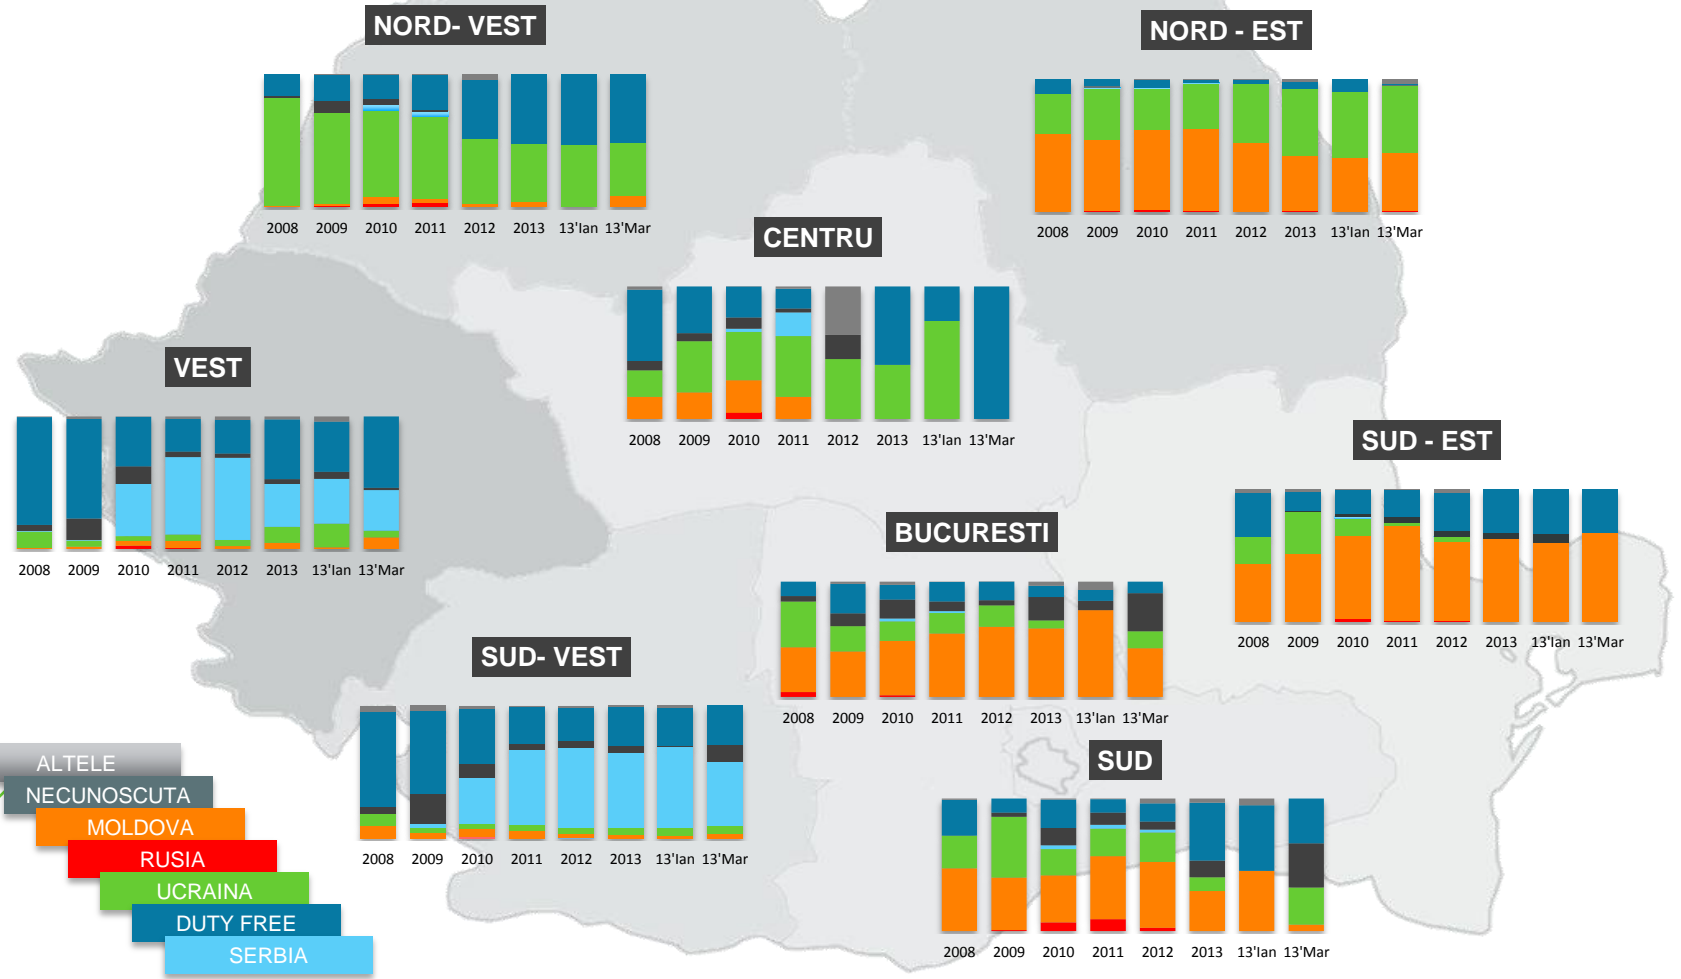 NORD- VEST
2008 2009 2010 2011 2012 2013 13'Ian 13'Mar
NORD - EST
2008 2009 2010 2011 2012 2013 13'Ian 13'Mar
CENTRU
2008 2009 2010 2011 2012 2013 13'Ian 13'Mar
VEST
2008 2009 2010 2011 2012 2013 13'Ian 13'Mar
SUD - EST
2008 2009 2010 2011 2012 2013 13'Ian 13'Mar
BUCURESTI
2008 2009 2010 2011 2012 2013 13'Ian 13'Mar
SUD- VEST
2008 2009 2010 2011 2012 2013 13'Ian 13'Mar
SUD
2008 2009 2010 2011 2012 2013 13'Ian 13'Mar
ALTELE
NECUNOSCUTA
MOLDOVA
RUSIA
UCRAINA
DUTY FREE
SERBIA